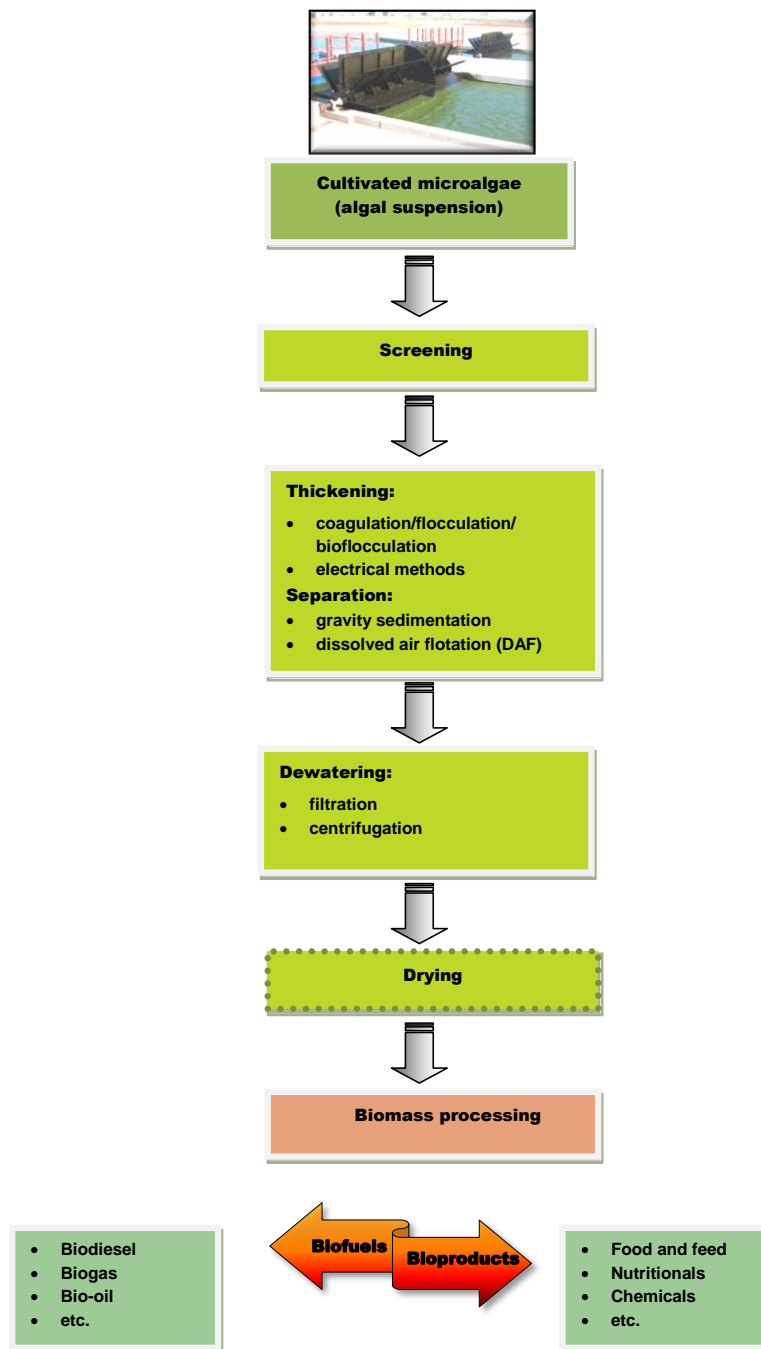 Cultivated microalgae
(algal suspension)
Screening
Thickening:
• coagulation/flocculation/
bioflocculation
• electrical methods
Separation:
• gravity sedimentation
• dissolved air flotation (DAF)
Dewatering:
• filtration
• centrifugation
Drying
Biomass processing
Biofuels
Bioproducts
• Biodiesel
• Biogas
• Bio-oil
• etc.
• Food and feed
• Nutritionals
• Chemicals
• etc.